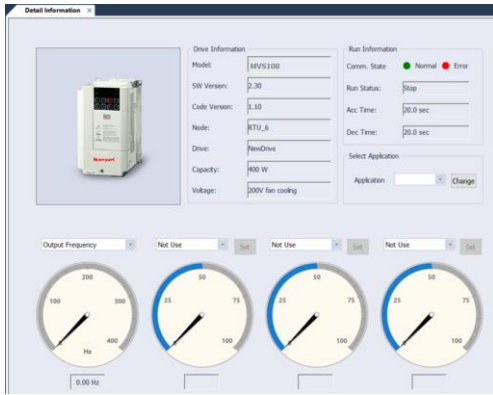 Detail Information ×
Drive Information
Model: MVS100
SW Version: 2.30
Code Version: 1.10
Node: RTU_6
Drive: NewDrive
Capacity: 400 W
Voltage: 200V fan cooling
Run Information
Comm. State Normal Error
Run Status: Stop
Acc Time: 20.0 sec
Dec Time: 20.0 sec
Select Application
Application Change
Output Frequency Not Use Set Not Use Set Not Use Set
200 50 50 50
100 300 25 75 25 75 25 75
0 400 0 100 0 100 0 100
Hz
0.00 Hz